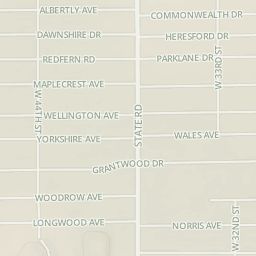 ALBERTLY AVE
COMMONWEALTH DR
DAWNSHIRE DR
HERESFORD DR
REDFERN RD
PARKLANE DR
W 33RD ST
MAPLECREST AVE
W 44TH ST
WELLINGTON AVE
STATE RD
YORKSHIRE AVE
WALES AVE
GRANTWOOD DR
WOODROW AVE
LONGWOOD AVE
NORRIS AVE
W 32ND ST